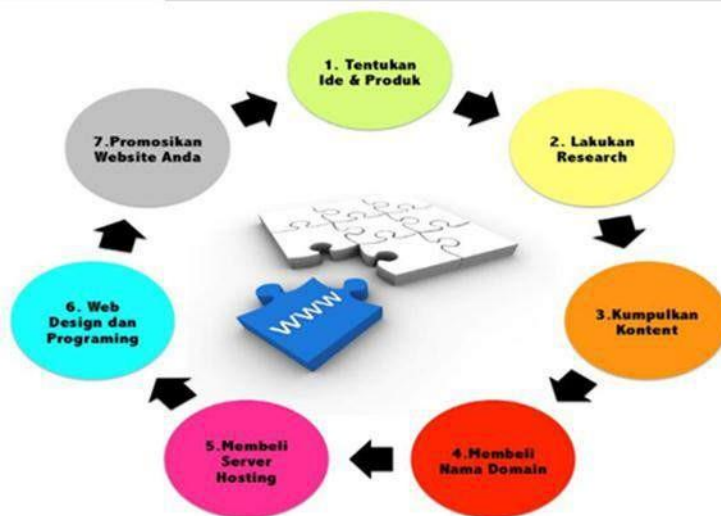 1. Tentukan
Ide & Produk
2. Lakukan
Research
3.Kumpulkan
Kontent
4.Membeli
Nama Domain
5.Membeli
Server
Hosting
6. Web
Design dan
Programing
7.Promosikan
Website Anda
www